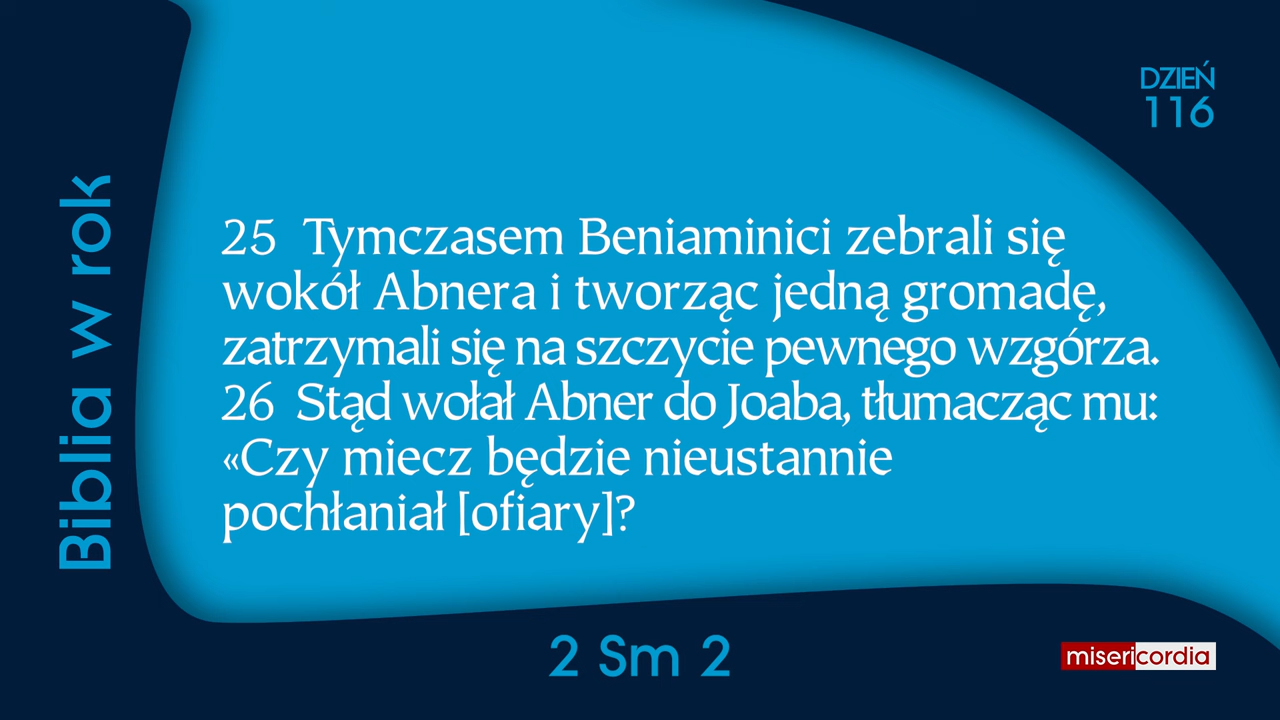 DZIEŃ
116
Biblia w rok
25 Tymczasem Beniaminici zebrali się
wokół Abnera i tworząc jedną gromadę,
zatrzymali się na szczycie pewnego wzgórza.
26 Stąd wołał Abner do Joaba, tłumacząc mu:
«Czy miecz będzie nieustannie
pochłaniał [ofiary]?
2 Sm 2
misericordia